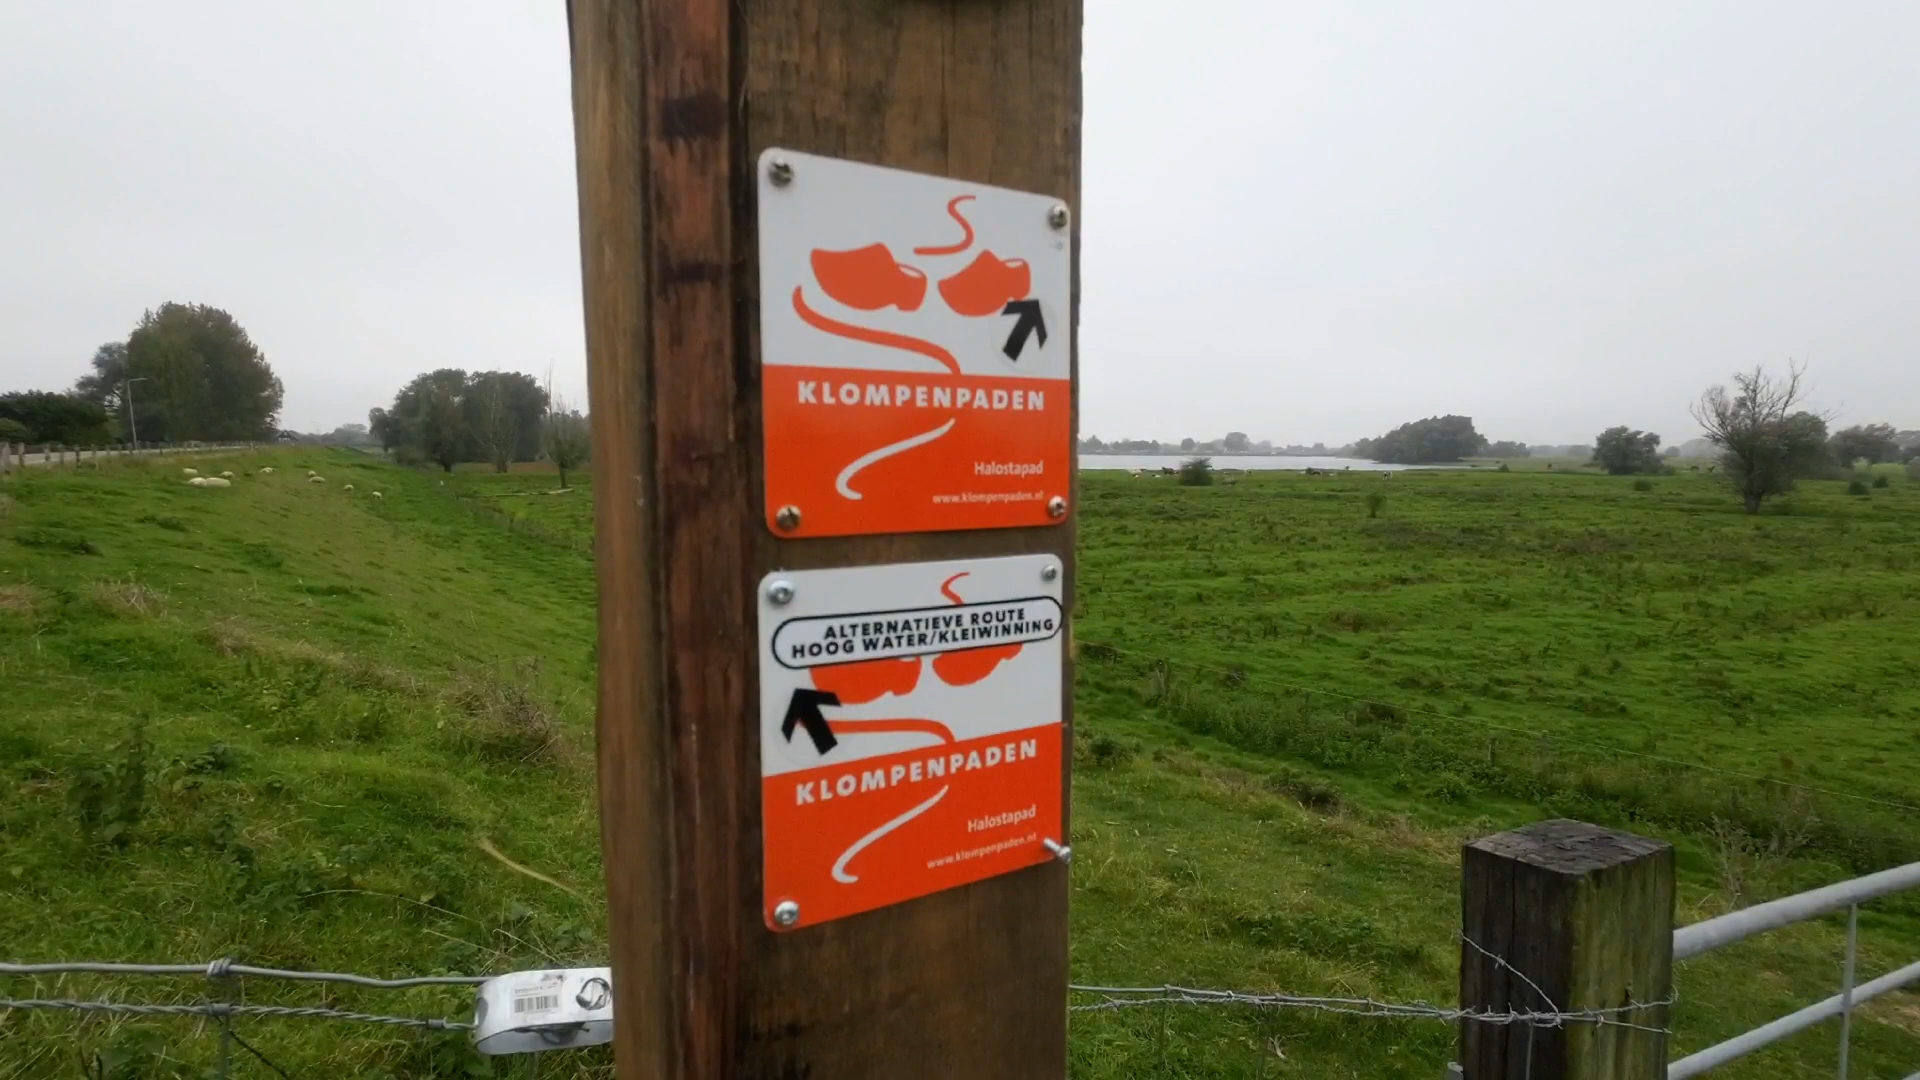 KLOMPENPADEN
Halostapad
www.klompenpaden.nl
ALTERNATIEVE ROUTE
HOOG WATER/KLEIWINNING
KLOMPENPADEN
Halostapad
www.klompenpaden.nl